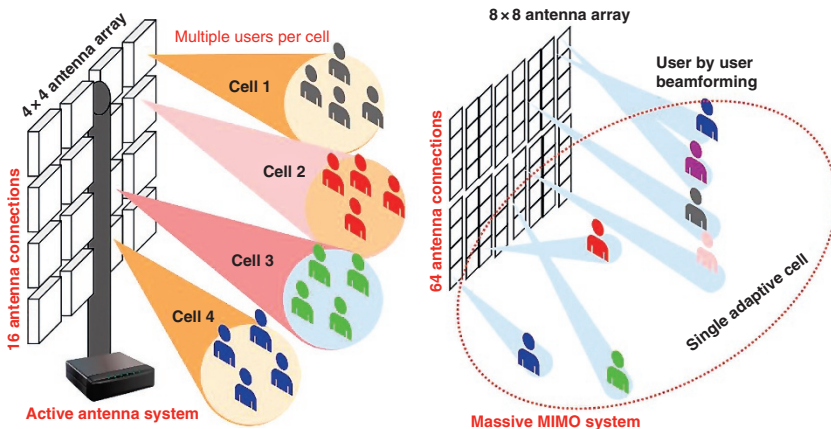 4×4 antenna array
Multiple users per cell
Cell 1
Cell 2
Cell 3
Cell 4
16 antenna connections
Active antenna system
8×8 antenna array
User by user
beamforming
64 antenna connections
Single adaptive cell
Massive MIMO system